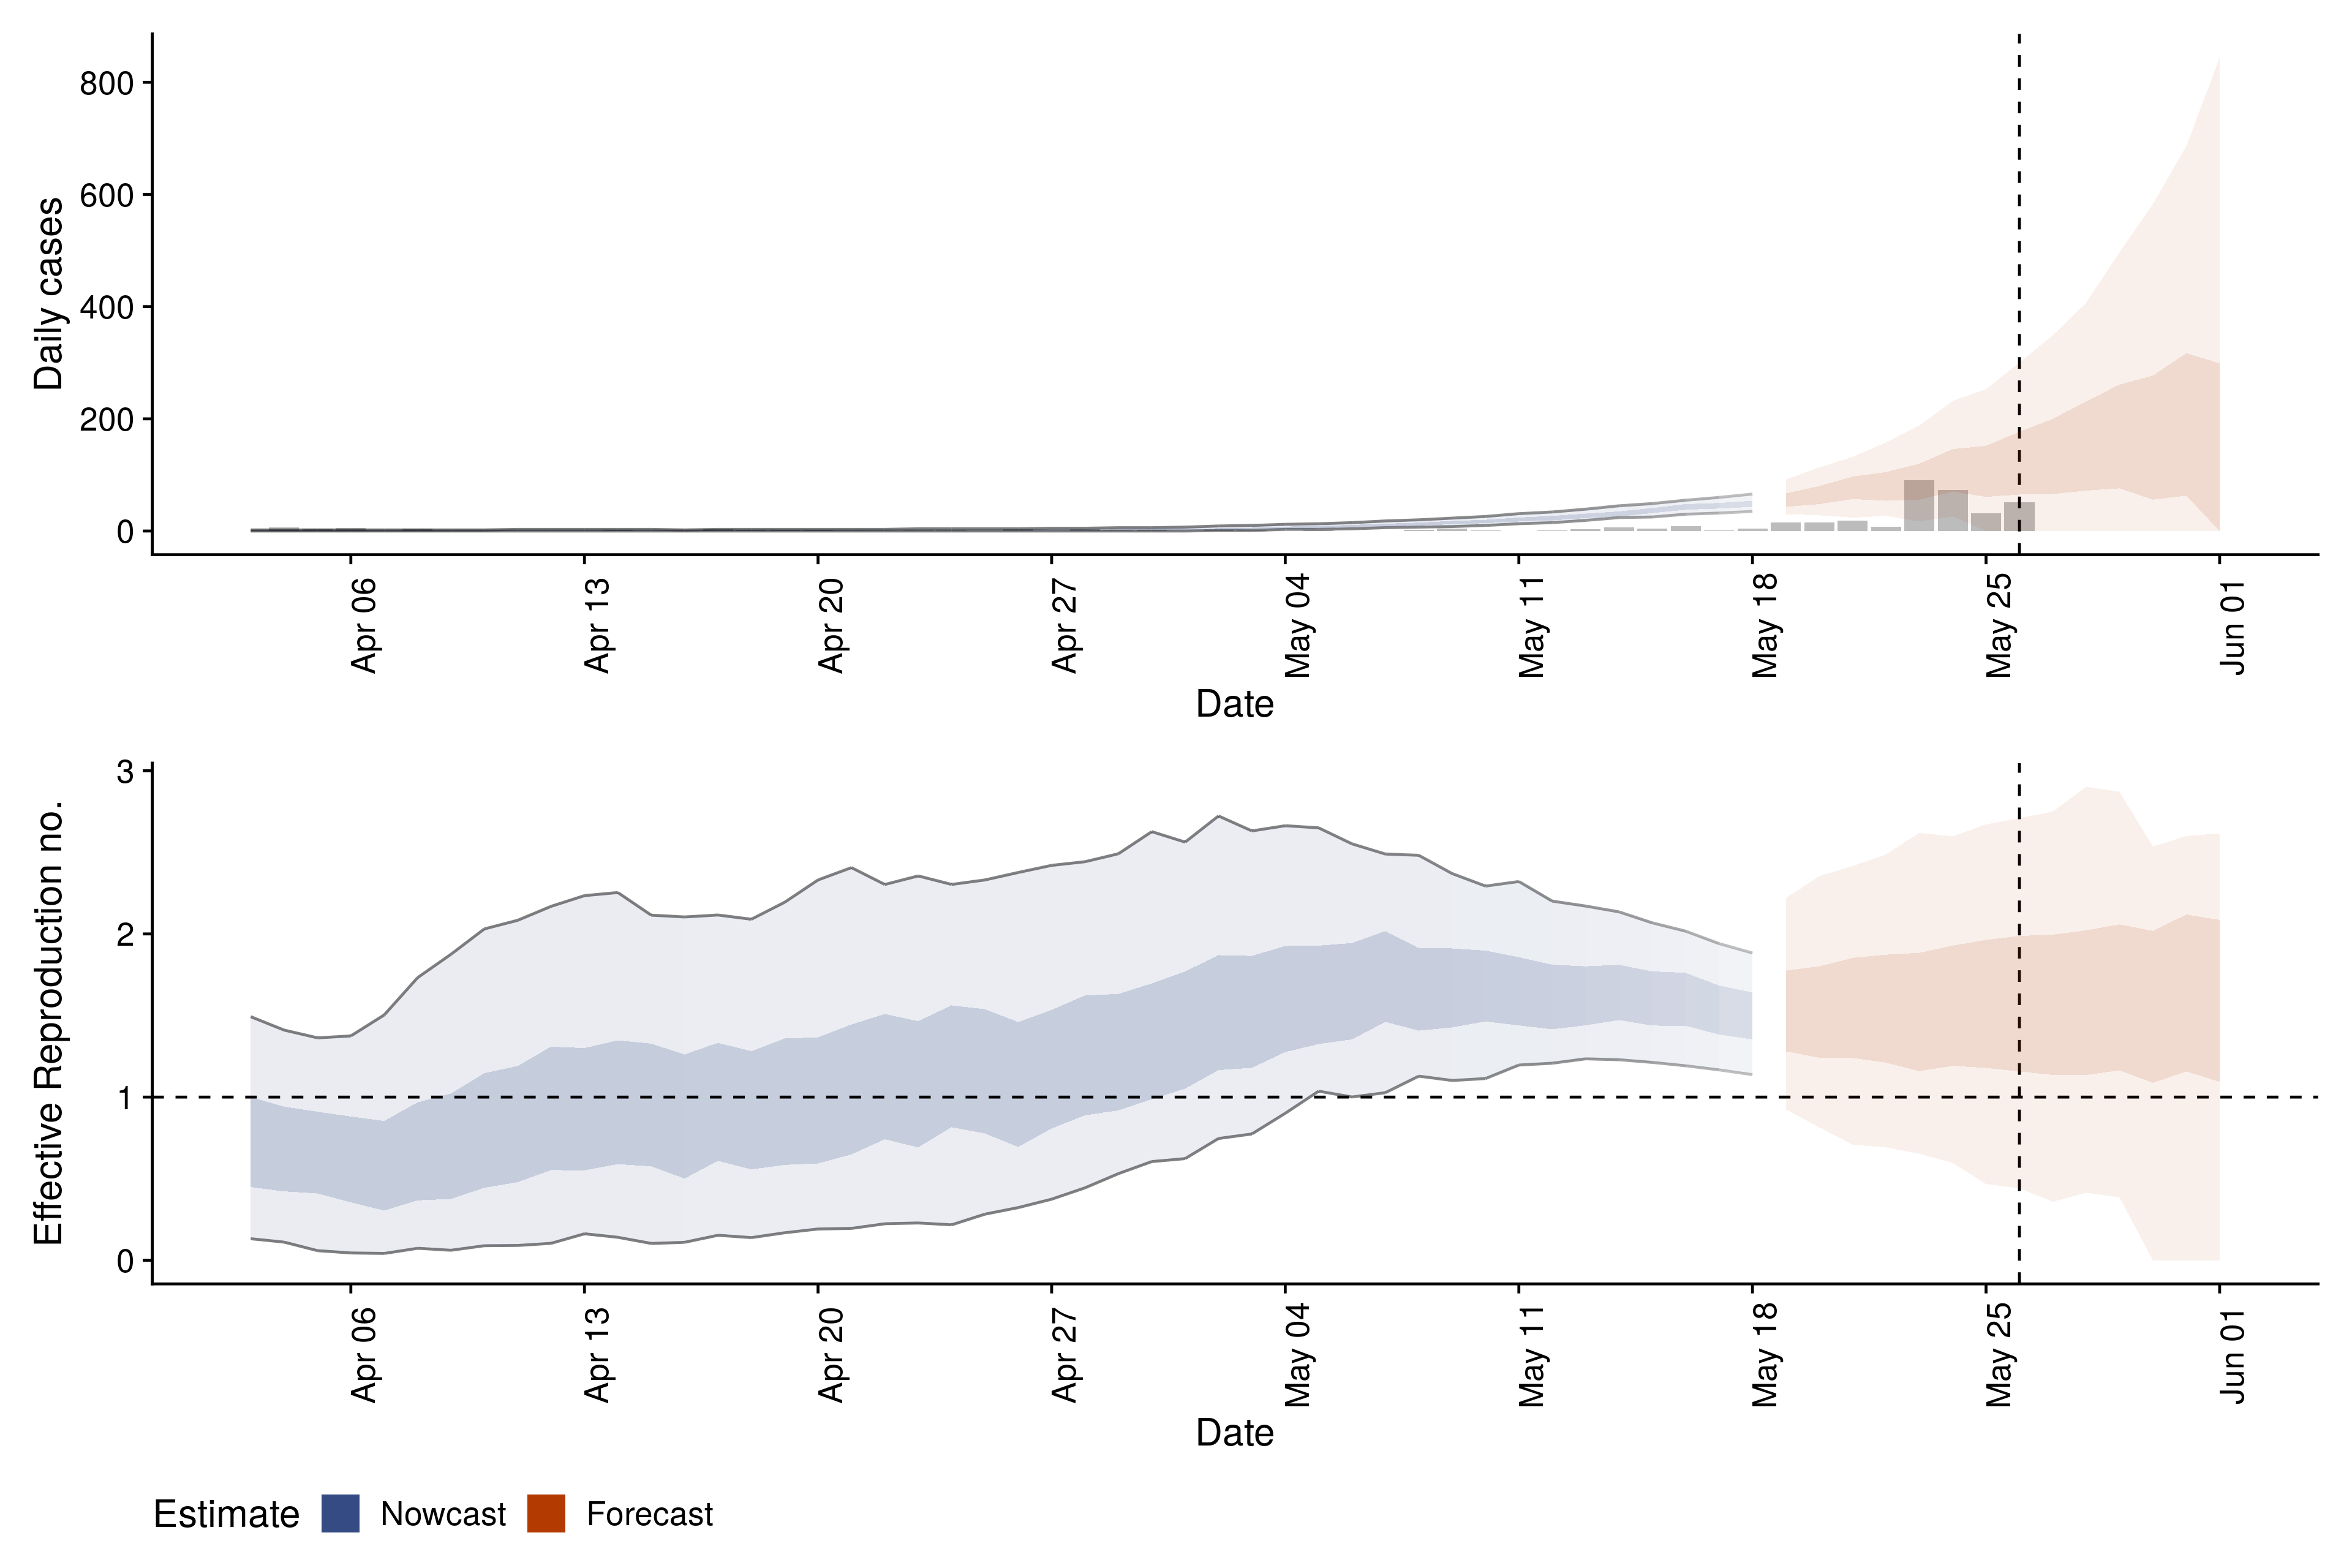 Daily cases
800
600
400
200
0
Apr 06
Apr 13
Apr 20
Apr 27
May 04
May 11
May 18
May 25
Jun 01
Date
Effective Reproduction no.
3
2
1
0
Apr 06
Apr 13
Apr 20
Apr 27
May 04
May 11
May 18
May 25
Jun 01
Date
Estimate Nowcast Forecast